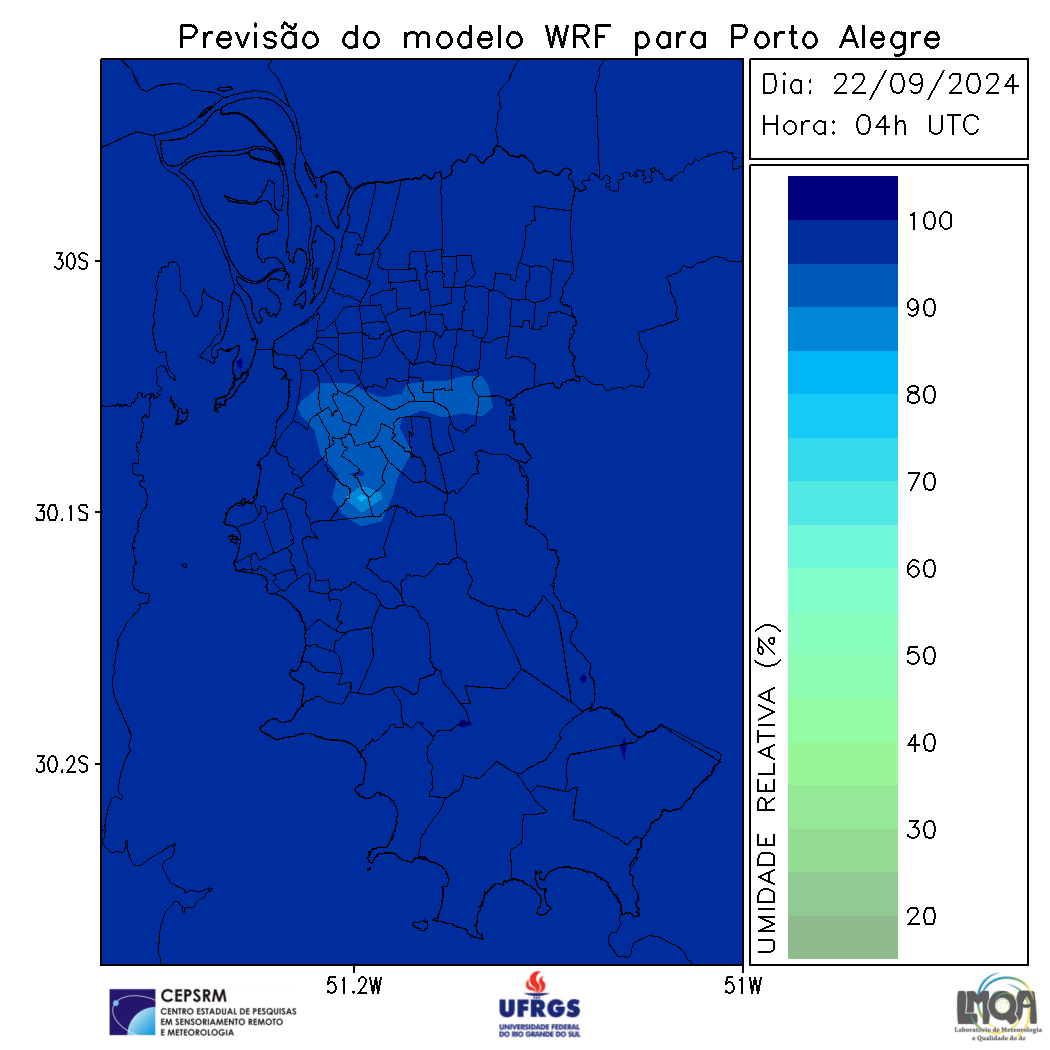 Previsão do modelo WRF para Porto Alegre
Dia: 22/09/2024
Hora: 04h UTC
30S
30.1S
30.2S
51.2W
51W
UMIDADE RELATIVA (%)
100
90
80
70
60
50
40
30
20
CEPSRM
CENTRO ESTADUAL DE PESQUISAS
EM SENSORIAMENTO REMOTO
E METEOROLOGIA
UFRGS
UNIVERSIDADE FEDERAL
DO RIO GRANDE DO SUL
LMQA
Laboratório de Meteorologia
e Qualidade do Ar